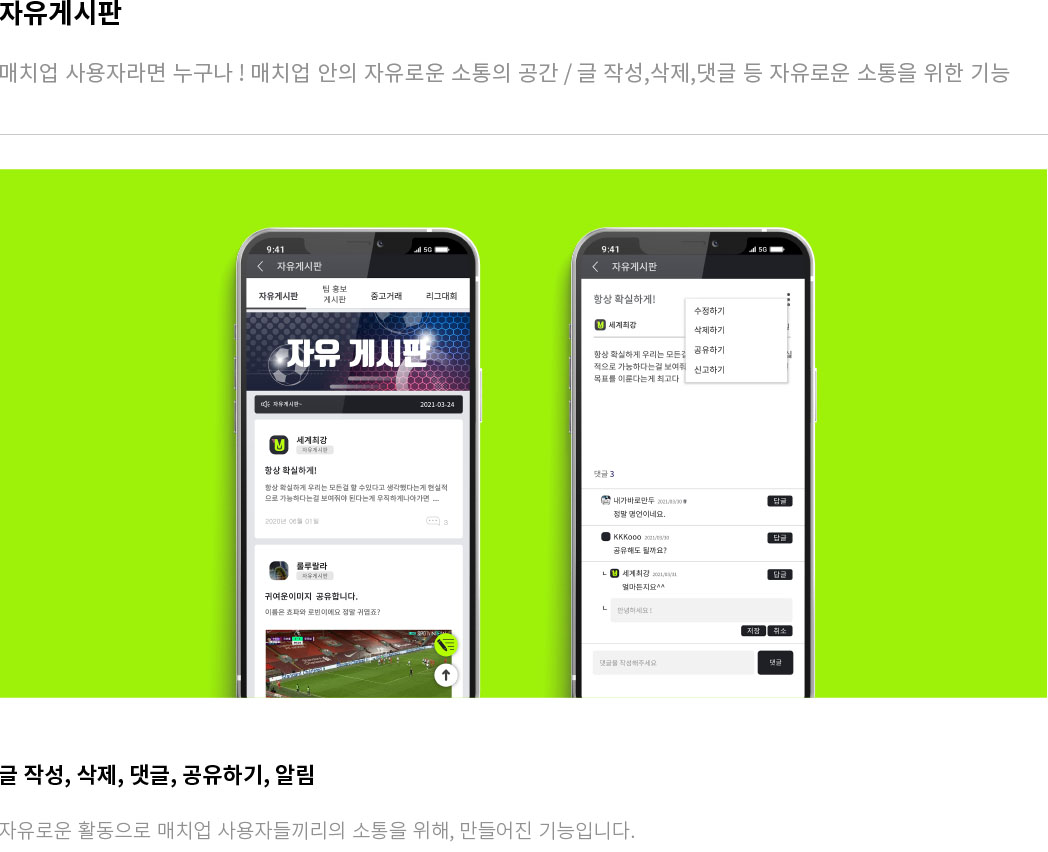 자유게시판
매치업 사용자라면 누구나 ! 매치업 안의 자유로운 소통의 공간 / 글 작성,삭제,댓글 등 자유로운 소통을 위한 기능
9:41
5G
자유게시판
자유게시판
팀 홍보
게시판
중고거래
리그대회
자유 게시판
자유게시판~
2021-03-24
세계최강
자유게시판
항상 확실하게!
항상 확실하게 우리는 모든걸 할 수있다고 생각했다는게 현실적
으로 가능하다는걸 보여줘야 된다는게 우직하게나아가면 ...
2020년 06월 01일
3
룰루랄라
자유게시판
귀여운이미지 공유합니다.
이름은 쵸파와 로빈이에요 정말 귀엽죠?
9:41
5G
자유게시판
항상 확실하게!
세계최강
수정하기
삭제하기
공유하기
신고하기
항상 확실하게 우리는 모든
적으로 가능하다는걸 보여줘
목표를 이룬다는게 최고다
댓글 3
내가바로만두 2021/03/30
답글
정말 명언이네요.
KKKooo 2021/03/30
답글
공유해도 될까요?
ㄴ 세계최강 2021/03/31
답글
얼마든지요^^
ㄴ 안녕하세요 !
저장
취소
댓글을 작성해주세요
댓글
글 작성, 삭제, 댓글, 공유하기, 알림
자유로운 활동으로 매치업 사용자들끼리의 소통을 위해, 만들어진 기능입니다.